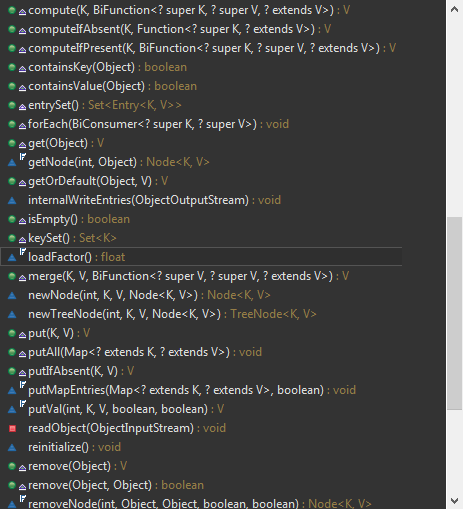 compute(K, BiFunction<? super K, ? super V, ? extends V>) : V
computeIfAbsent(K, Function<? super K, ? extends V>) : V
computeIfPresent(K, BiFunction<? super K, ? super V, ? extends V>) : V
containsKey(Object) : boolean
containsValue(Object) : boolean
entrySet() : Set<Entry<K, V>>
forEach(BiConsumer<? super K, ? super V>) : void
get(Object) : V
F getNode(int, Object) : Node<K, V>
getOrDefault(Object, V) : V
internalWriteEntries(ObjectOutputStream) : void
isEmpty() : boolean
keySet() : Set<K>
F loadFactor() : float
merge(K, V, BiFunction<? super V, ? super V, ? extends V>) : V
newNode(int, K, V, Node<K, V>) : Node<K, V>
newTreeNode(int, K, V, Node<K, V>) : TreeNode<K, V>
put(K, V) : V
putAll(Map<? extends K, ? extends V>) : void
putIfAbsent(K, V) : V
F putMapEntries(Map<? extends K, ? extends V>, boolean) : void
F putVal(int, K, V, boolean, boolean) : V
readObject(ObjectInputStream) : void
reinitialize() : void
remove(Object) : V
remove(Object, Object) : boolean
F removeNode(int, Object, Object, boolean, boolean) : Node<K, V>